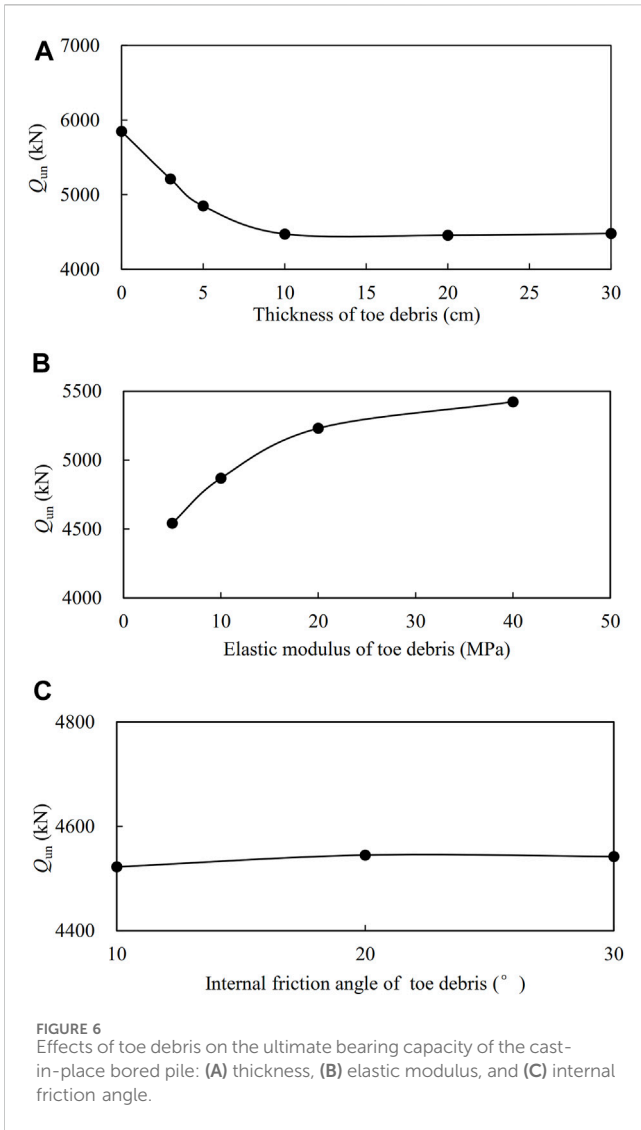 A
7000
6000
5000
4000
Qun (kN)
0 5 10 15 20 25 30
Thickness of toe debris (cm)
B
5500
5000
4500
4000
Qun (kN)
0 10 20 30 40 50
Elastic modulus of toe debris (MPa)
C
4800
4600
4400
Qun (kN)
10 20 30
Internal friction angle of toe debris (°)
FIGURE 6
Effects of toe debris on the ultimate bearing capacity of the cast-
in-place bored pile: (A) thickness, (B) elastic modulus, and (C) internal
friction angle.